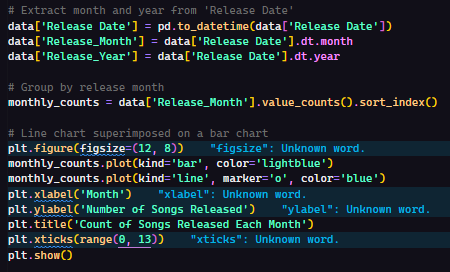 # Extract month and year from 'Release Date'
data['Release Date'] = pd.to_datetime(data['Release Date'])
data['Release_Month'] = data['Release Date'].dt.month
data['Release_Year'] = data['Release Date'].dt.year

# Group by release month
monthly_counts = data['Release_Month'].value_counts().sort_index()

# Line chart superimposed on a bar chart
plt.figure(figsize=(12, 8))    "figsize": Unknown word.
monthly_counts.plot(kind='bar', color='lightblue')
monthly_counts.plot(kind='line', marker='o', color='blue')
plt.xlabel('Month')    "xlabel": Unknown word.
plt.ylabel('Number of Songs Released')    "ylabel": Unknown word.
plt.title('Count of Songs Released Each Month')
plt.xticks(range(0, 13))    "xticks": Unknown word.
plt.show()